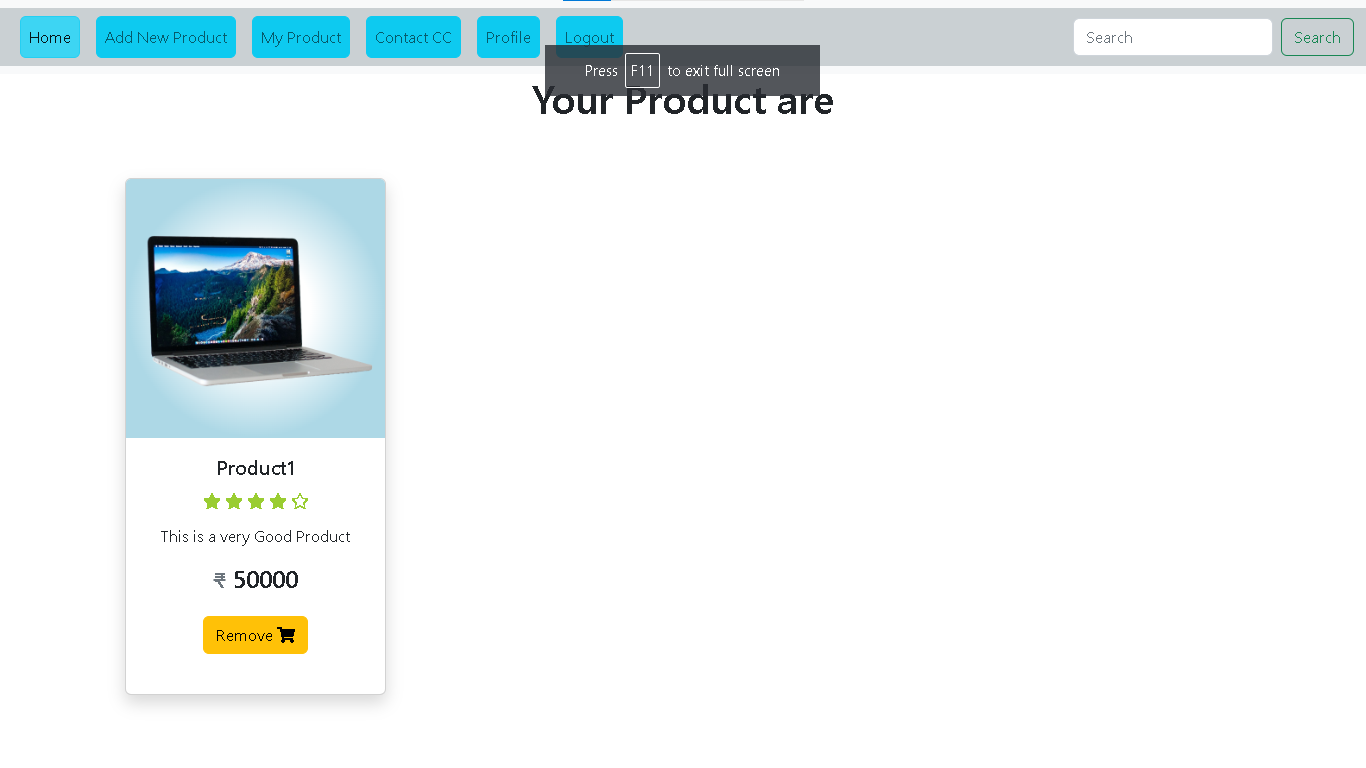 Home Add New Product My Product Contact CC Profile Logout Search Search
Press F11 to exit full screen
Your Product are
Product1
This is a very Good Product
₹ 50000
Remove